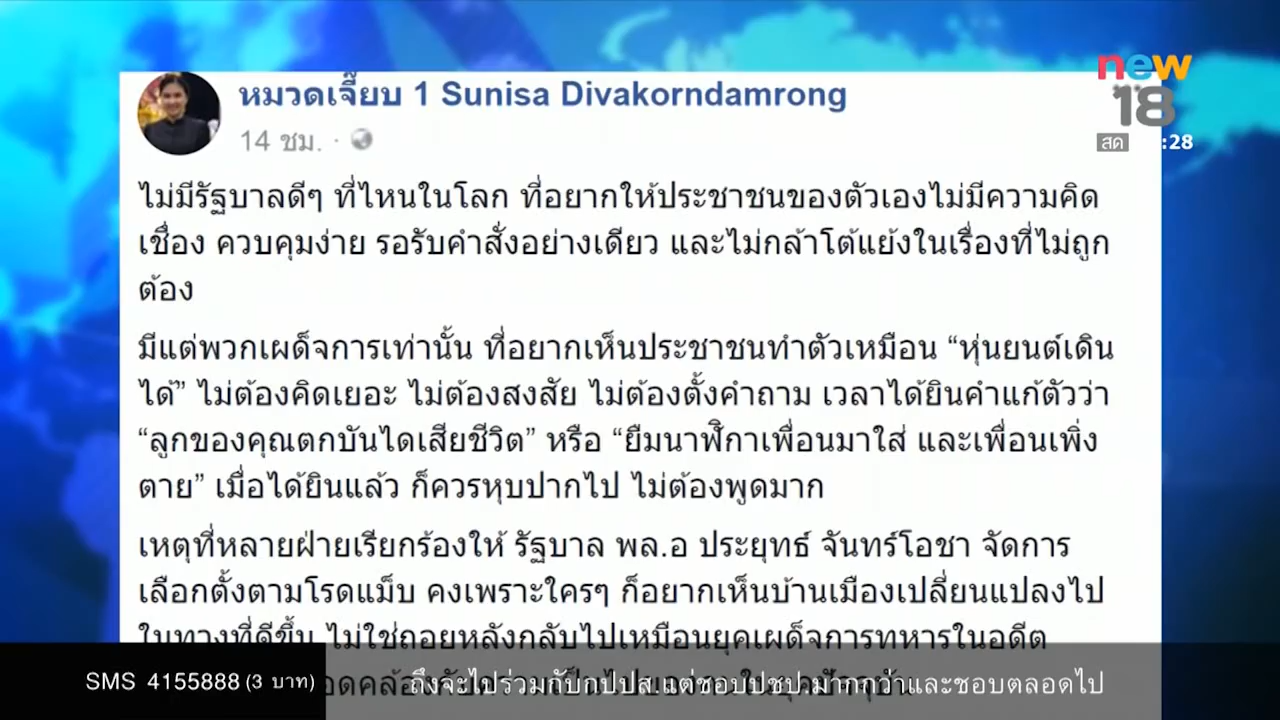 new
18
สด :28
หมวดเจี๊ยบ 1 Sunisa Divakorndamrong
14 ชม.
ไม่มีรัฐบาลดีๆ ที่ไหนในโลก ที่อยากให้ประชาชนของตัวเองไม่มีความคิด
เชื่อง ควบคุมง่าย รอรับคำสั่งอย่างเดียว และไม่กล้าโต้แย้งในเรื่องที่ไม่ถูก
ต้อง
มีแต่พวกเผด็จการเท่านั้น ที่อยากเห็นประชาชนทำตัวเหมือน “หุ่นยนต์เดิน
ได้” ไม่ต้องคิดเยอะ ไม่ต้องสงสัย ไม่ต้องตั้งคำถาม เวลาได้ยินคำแก้ตัวว่า
“ลูกของคุณตกบันไดเสียชีวิต” หรือ “ยืมนาฬิกาเพื่อนมาใส่ และเพื่อนเพิ่ง
ตาย” เมื่อได้ยินแล้ว ก็ควรหุบปากไป ไม่ต้องพูดมาก
เหตุที่หลายฝ่ายเรียกร้องให้ รัฐบาล พล.อ ประยุทธ์ จันทร์โอชา จัดการ
เลือกตั้งตามโรดแม็บ คงเพราะใครๆ ก็อยากเห็นบ้านเมืองเปลี่ยนแปลงไป
ในทางที่ดีขึ้น ไม่ใช่ถอยหลังกลับไปเหมือนยุคเผด็จการทหารในอดีต
SMS 4155888 (3 บาท) ถึงจะไปร่วมกับกปปส.แต่ชอบปชป.มากกว่าและชอบตลอดไป